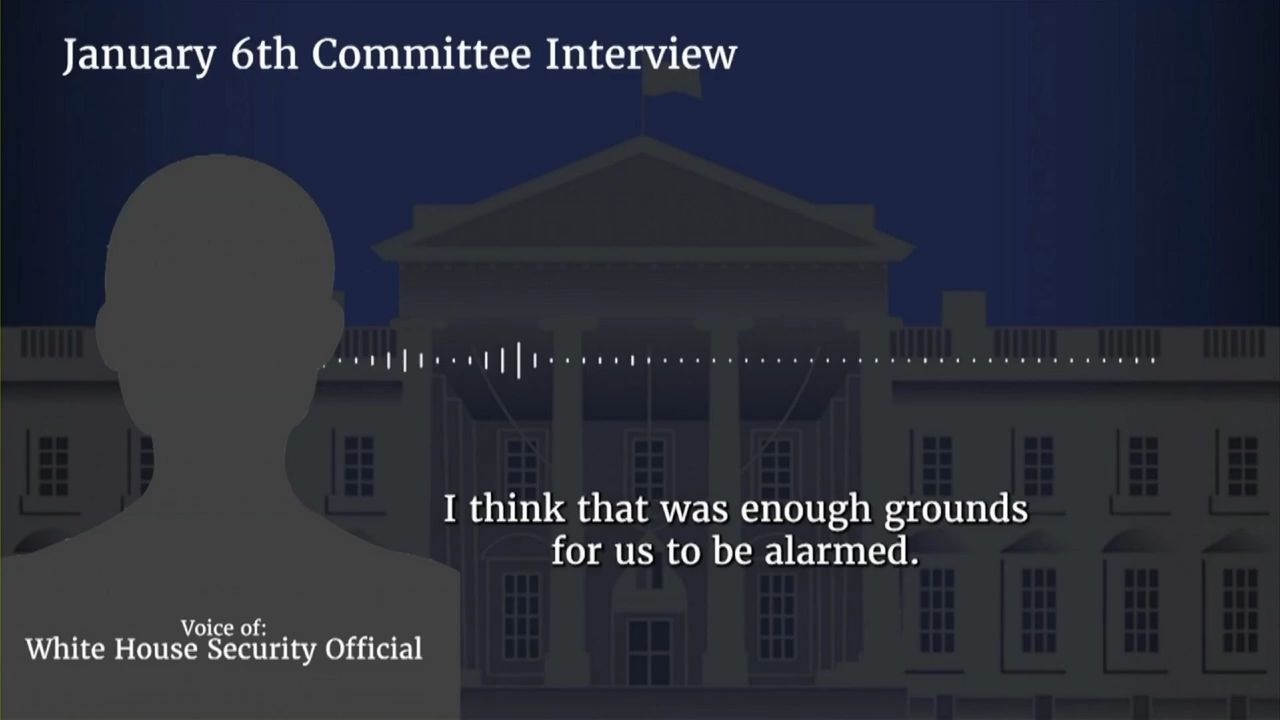 January 6th Committee Interview
I think that was enough grounds
for us to be alarmed.
Voice of:
White House Security Official